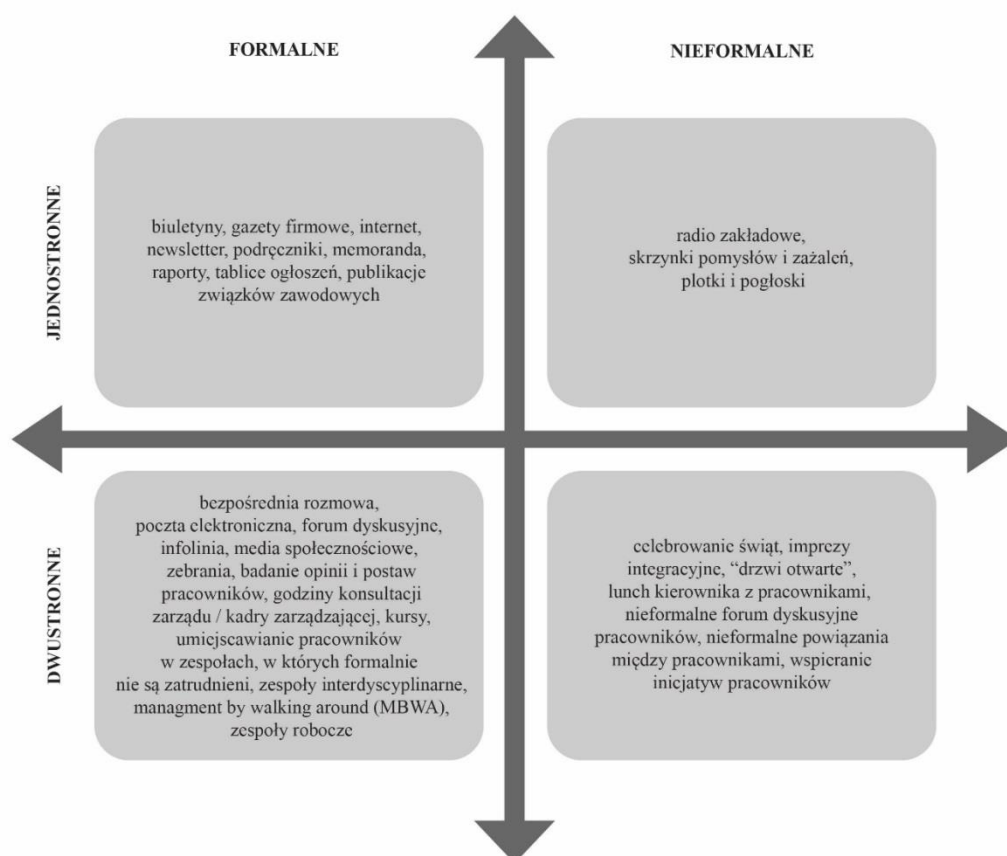 FORMALNE
NIEFORMALNE
JEDNOSTRONNE
biuletyny, gazety firmowe, internet,
newsletter, podręczniki, memoranda,
raporty, tablice ogłoszeń, publikacje
związków zawodowych
radio zakładowe,
skrzynki pomysłów i zażaleń,
plotki i pogłoski
DWUSTRONNE
bezpośrednia rozmowa,
poczta elektroniczna, forum dyskusyjne,
infolinia, media społecznościowe,
zebrania, badanie opinii i postaw
pracowników, godziny konsultacji
zarządu / kadry zarządzającej, kursy,
umiejscawianie pracowników
w zespołach, w których formalnie
nie są zatrudnieni, zespoły interdyscyplinarne,
managment by walking around (MBWA),
zespoły robocze
celebrowanie świąt, imprezy
integracyjne, “drzwi otwarte”,
lunch kierownika z pracownikami,
nieformalne forum dyskusyjne
pracowników, nieformalne powiązania
między pracownikami, wspieranie
inicjatyw pracowników